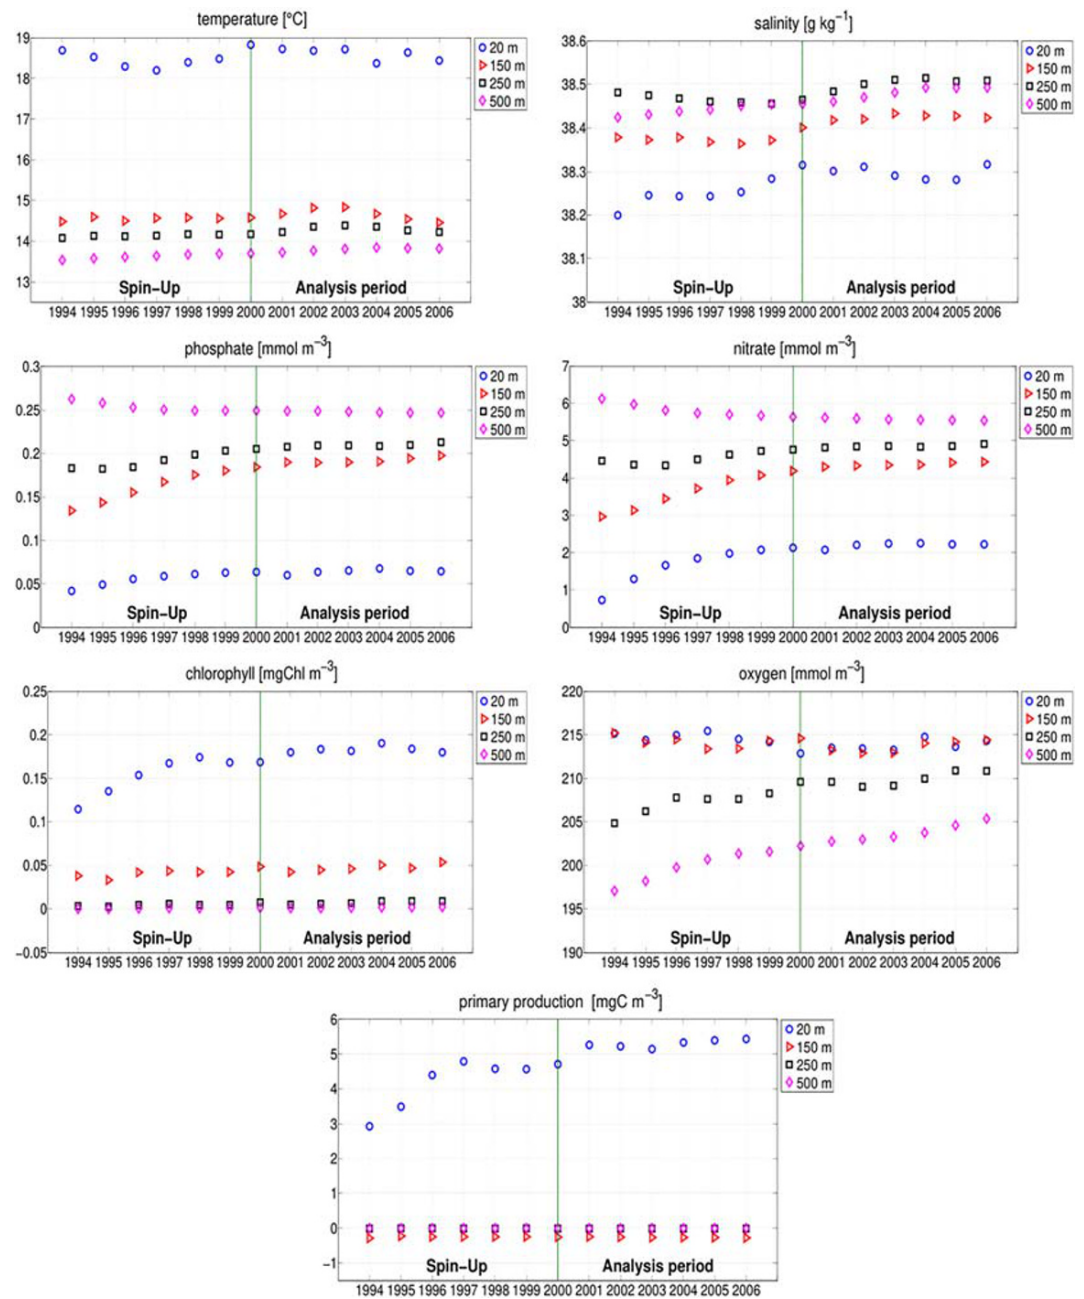 temperature [°C]
19
18
17
16
15
14
13
20 m
150 m
250 m
500 m
Spin–Up Analysis period
1994 1995 1996 1997 1998 1999 2000 2001 2002 2003 2004 2005 2006
salinity [g kg⁻¹]
38.6
38.5
38.4
38.3
38.2
38.1
38
20 m
150 m
250 m
500 m
Spin–Up Analysis period
1994 1995 1996 1997 1998 1999 2000 2001 2002 2003 2004 2005 2006
phosphate [mmol m⁻³]
0.3
0.25
0.2
0.15
0.1
0.05
0
20 m
150 m
250 m
500 m
Spin–Up Analysis period
1994 1995 1996 1997 1998 1999 2000 2001 2002 2003 2004 2005 2006
nitrate [mmol m⁻³]
7
6
5
4
3
2
1
0
20 m
150 m
250 m
500 m
Spin–Up Analysis period
1994 1995 1996 1997 1998 1999 2000 2001 2002 2003 2004 2005 2006
chlorophyll [mgChl m⁻³]
0.25
0.2
0.15
0.1
0.05
0
−0.05
20 m
150 m
250 m
500 m
Spin–Up Analysis period
1994 1995 1996 1997 1998 1999 2000 2001 2002 2003 2004 2005 2006
oxygen [mmol m⁻³]
220
215
210
205
200
195
190
20 m
150 m
250 m
500 m
Spin–Up Analysis period
1994 1995 1996 1997 1998 1999 2000 2001 2002 2003 2004 2005 2006
primary production [mgC m⁻³]
6
5
4
3
2
1
0
−1
20 m
150 m
250 m
500 m
Spin–Up Analysis period
1994 1995 1996 1997 1998 1999 2000 2001 2002 2003 2004 2005 2006